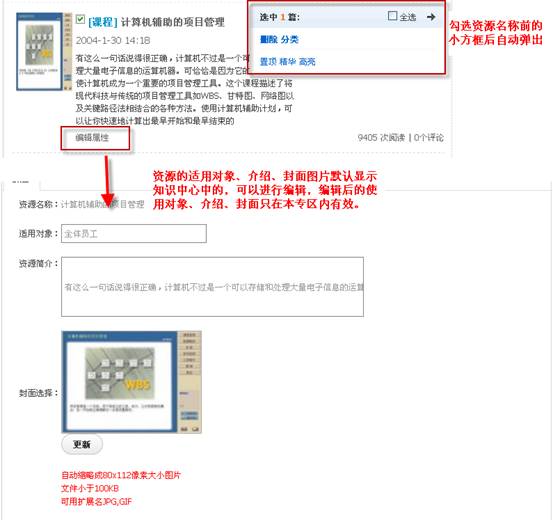 [课程] 计算机辅助的项目管理
2004-1-30 14:18
有这么一句话说得很正确，计算机不过是一个可
理大量电子信息的运算机器。可恰恰是因为它的
使计算机成为一个重要的项目管理工具。这个课程描述了将
现代科技与传统的项目管理工具如WBS、甘特图、网络图以
及关键路径法相结合的各种方法。使用计算机辅助计划，可
以让你快速地计算出最早开始和最早结束的
编辑属性
9405 次阅读 | 0个评论
选中 1 篇:
全选
删除 分类
置顶 精华 高亮
勾选资源名称前的
小方框后自动弹出
资源的适用对象、介绍、封面图片默认显示
知识中心中的，可以进行编辑，编辑后的使
用对象、介绍、封面只在本专区内有效。
资源名称：计算机辅助的项目管理
适用对象：全体员工
资源简介：
有这么一句话说得很正确，计算机不过是一个可以存储和处理大量电子信息的运算
封面选择：
WBS
更新
自动缩略成80x112像素大小图片
文件小于100KB
可用扩展名JPG,GIF